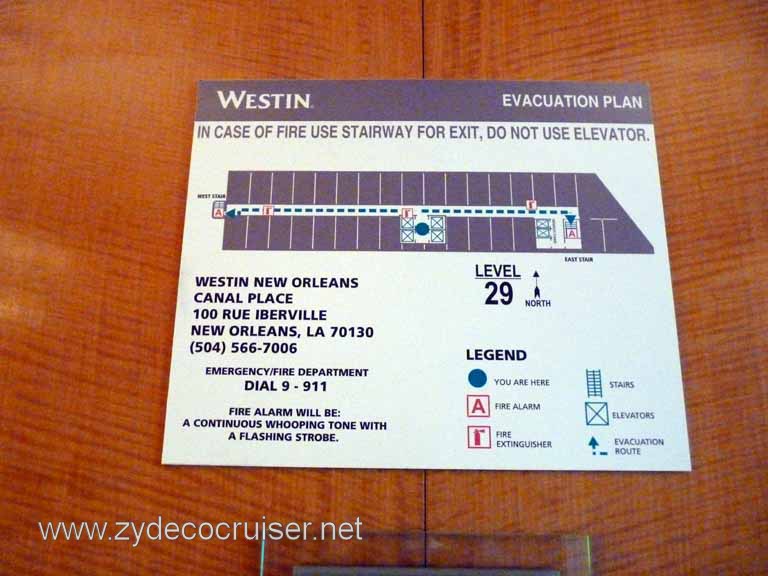 WESTIN
EVACUATION PLAN
IN CASE OF FIRE USE STAIRWAY FOR EXIT, DO NOT USE ELEVATOR.
WEST STAIR
A
A
EAST STAIR
WESTIN NEW ORLEANS
CANAL PLACE
100 RUE IBERVILLE
NEW ORLEANS, LA 70130
(504) 566-7006
EMERGENCY/FIRE DEPARTMENT
DIAL 9 - 911
FIRE ALARM WILL BE:
A CONTINUOUS WHOOPING TONE WITH
A FLASHING STROBE.
LEVEL
29
NORTH
LEGEND
YOU ARE HERE
A FIRE ALARM
FIRE
EXTINGUISHER
STAIRS
ELEVATORS
EVACUATION
ROUTE
www.zydecocruiser.net